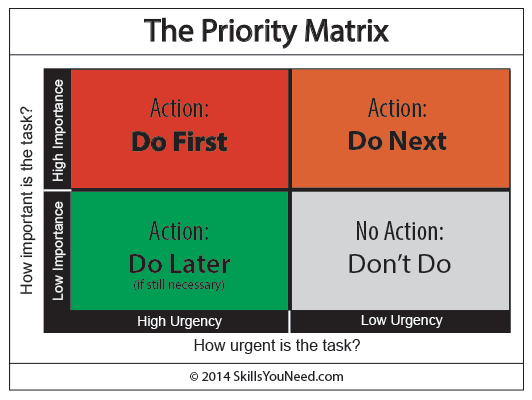 The Priority Matrix
How important is the task?
High Importance
Action:
Do First
Action:
Do Next
Low Importance
Action:
Do Later
(if still necessary)
No Action:
Don't Do
High Urgency
Low Urgency
How urgent is the task?
© 2014 SkillsYouNeed.com